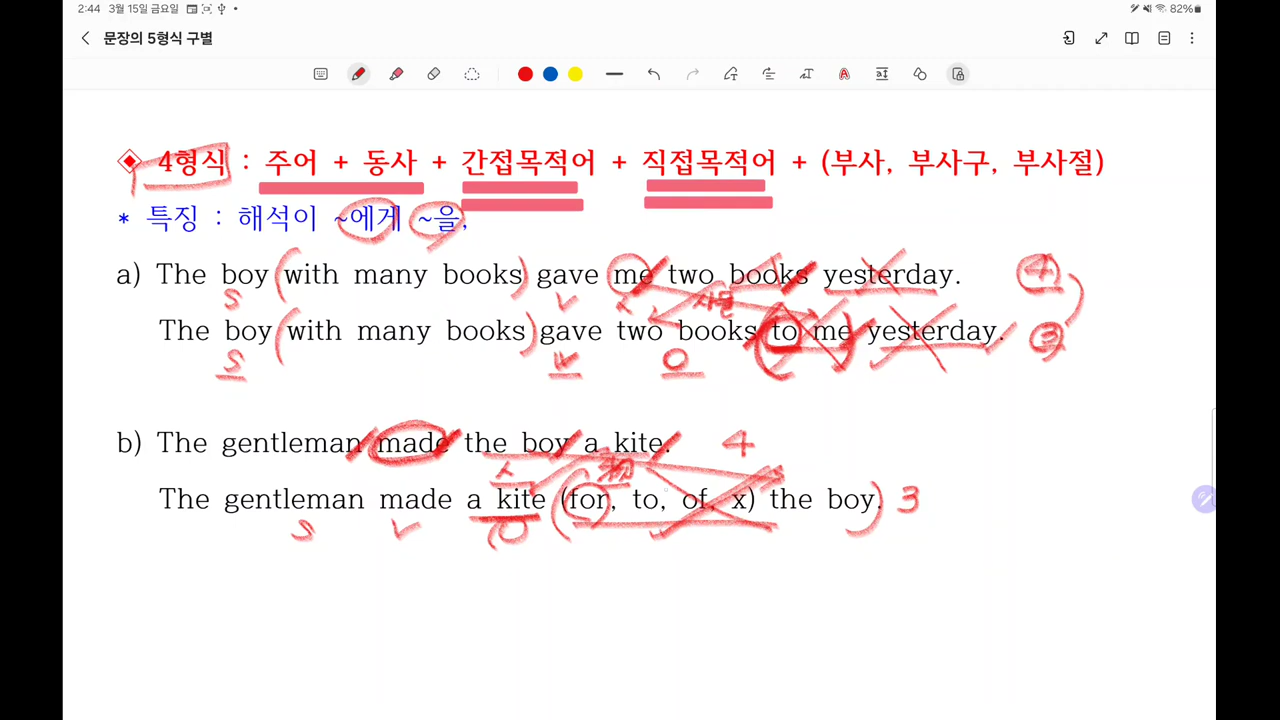 2:44 3월 15일 금요일 82%
문장의 5형식 구별
◈ 4형식 : 주어 + 동사 + 간접목적어 + 직접목적어 + (부사, 부사구, 부사절)
* 특징 : 해석이 ~에게 ~을,
a) The boy (with many books) gave me two books yesterday. ④
S V 사물
The boy (with many books) gave two books to me yesterday. ③
S V O
b) The gentleman made the boy a kite. 4
The gentleman made a kite (for, to, of, x) the boy. 3
S V O